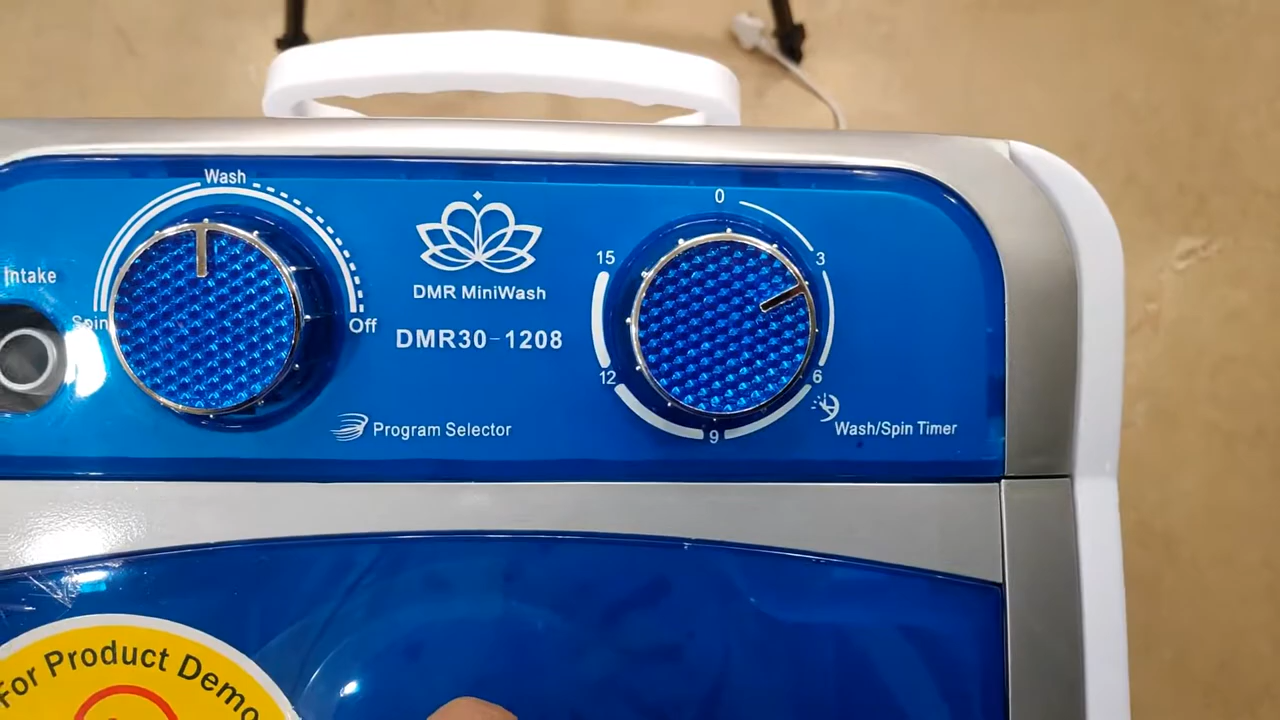 Wash
Intake
Spin
Off
DMR MiniWash
DMR30-1208
Program Selector
0
3
6
9
12
15
Wash/Spin Timer
For Product Demo